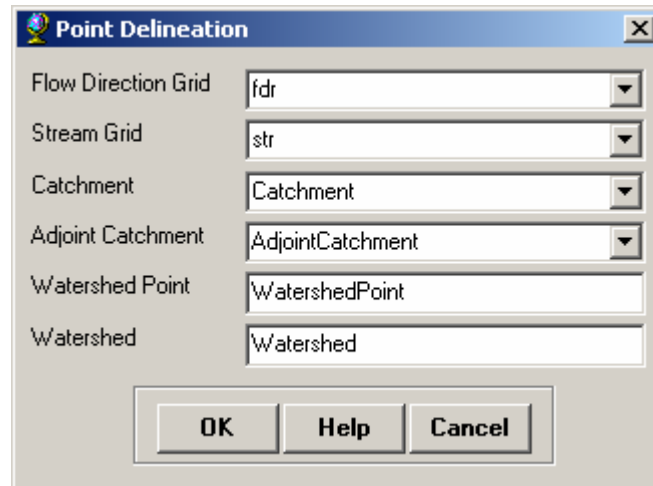 Point Delineation
Flow Direction Grid fdr
Stream Grid str
Catchment Catchment
Adjoint Catchment AdjointCatchment
Watershed Point WatershedPoint
Watershed Watershed
OK Help Cancel